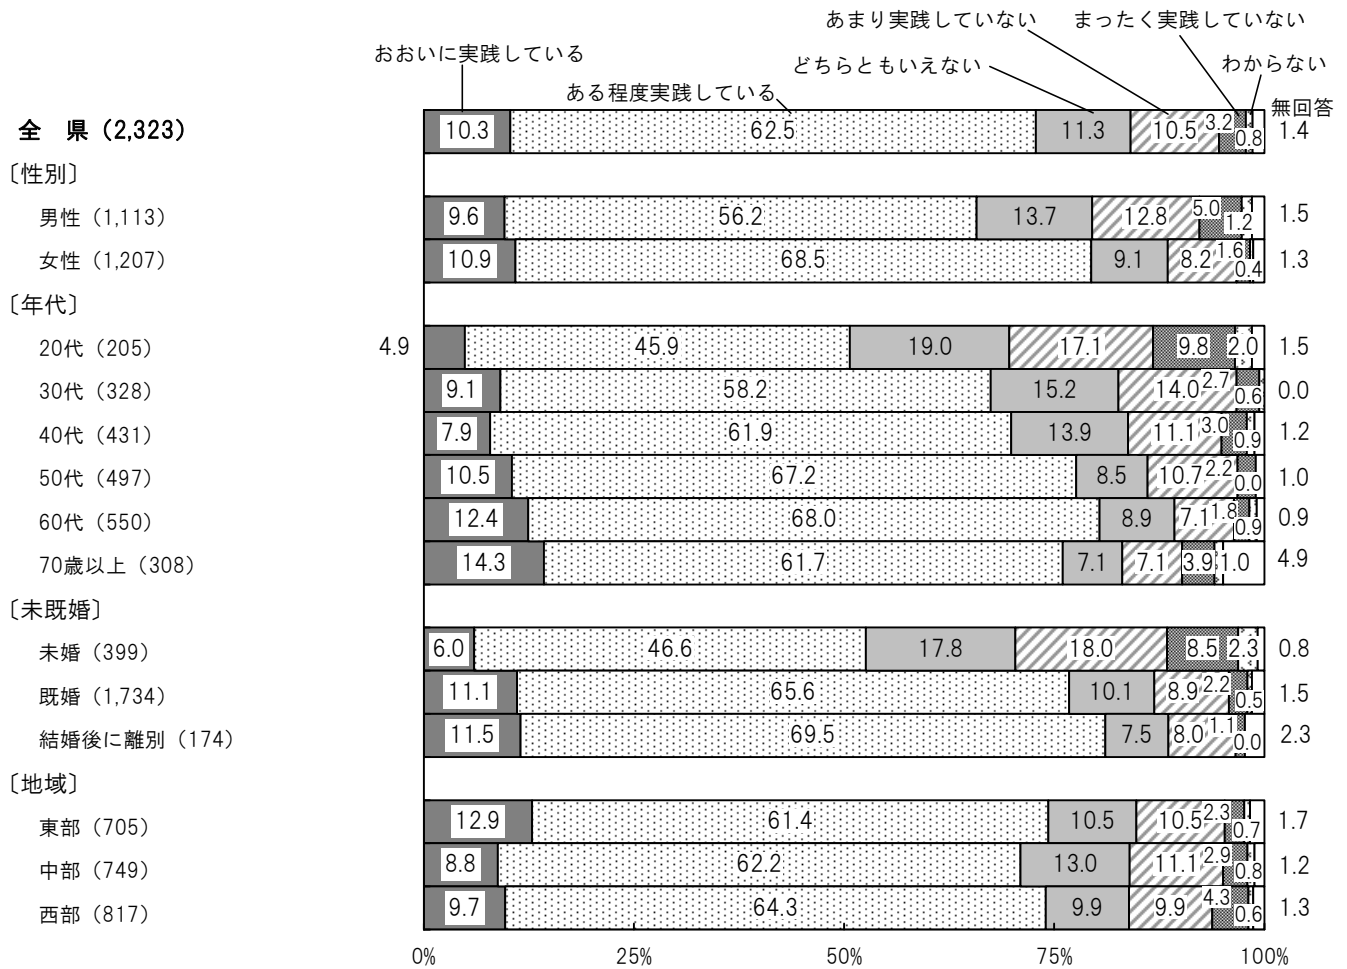 あまり実践していない まったく実践していない
おおいに実践している どちらともいえない わからない
ある程度実践している 無回答
全　県（2,323） 10.3 62.5 11.3 10.5 3.2 0.8 1.4
〔性別〕
男性（1,113） 9.6 56.2 13.7 12.8 5.0 1.2 1.5
女性（1,207） 10.9 68.5 9.1 8.2 1.6 0.4 1.3
〔年代〕
20代（205） 4.9 45.9 19.0 17.1 9.8 2.0 1.5
30代（328） 9.1 58.2 15.2 14.0 2.7 0.6 0.0
40代（431） 7.9 61.9 13.9 11.1 3.0 0.9 1.2
50代（497） 10.5 67.2 8.5 10.7 2.2 0.0 1.0
60代（550） 12.4 68.0 8.9 7.1 1.8 0.9 0.9
70歳以上（308） 14.3 61.7 7.1 7.1 3.9 1.0 4.9
〔未既婚〕
未婚（399） 6.0 46.6 17.8 18.0 8.5 2.3 0.8
既婚（1,734） 11.1 65.6 10.1 8.9 2.2 0.5 1.5
結婚後に離別（174） 11.5 69.5 7.5 8.0 1.1 0.0 2.3
〔地域〕
東部（705） 12.9 61.4 10.5 10.5 2.3 0.7 1.7
中部（749） 8.8 62.2 13.0 11.1 2.9 0.8 1.2
西部（817） 9.7 64.3 9.9 9.9 4.3 0.6 1.3
0% 25% 50% 75% 100%